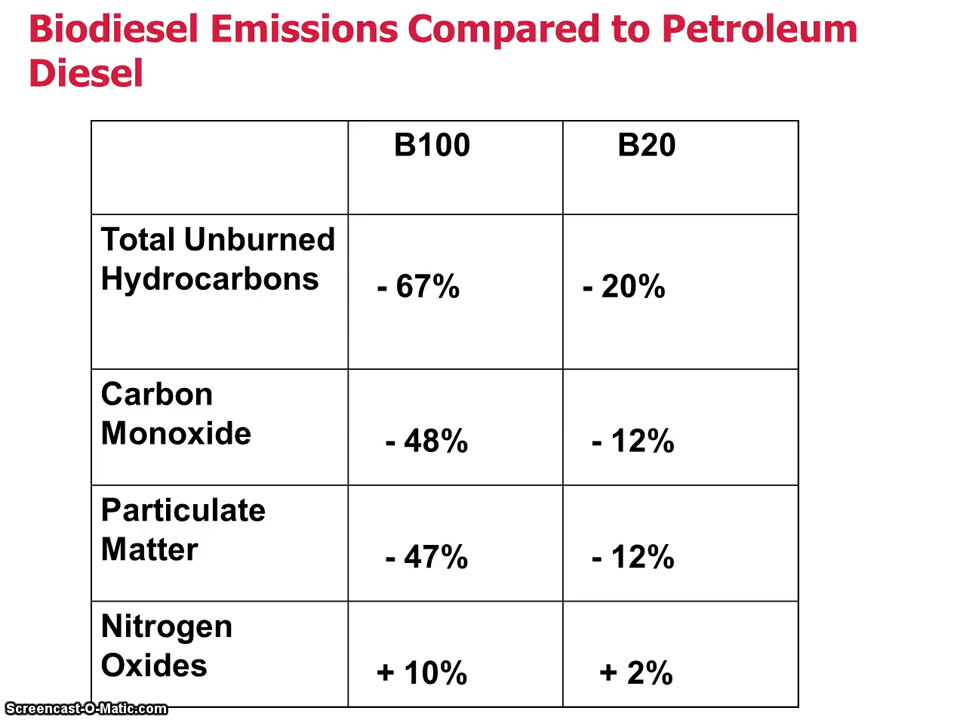 Biodiesel Emissions Compared to Petroleum
Diesel
B100 B20
Total Unburned
Hydrocarbons
- 67% - 20%
Carbon
Monoxide
- 48% - 12%
Particulate
Matter
- 47% - 12%
Nitrogen
Oxides
+ 10% + 2%
Screencast-O-Matic.com